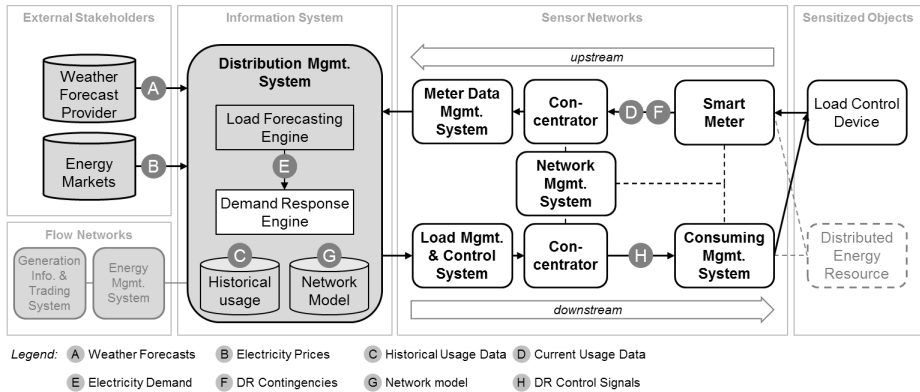 External Stakeholders
Information System
Sensor Networks
Sensitized Objects
Weather
Forecast
Provider
A
Energy
Markets
B
Flow Networks
Generation
Info. &
Trading
System
Energy
Mgmt.
System
Distribution Mgmt.
System
Load Forecasting
Engine
E
Demand Response
Engine
C
Historical
usage
G
Network
Model
upstream
Meter Data
Mgmt.
System
Con-
centrator
D F
Smart
Meter
Network
Mgmt.
System
Load Mgmt.
& Control
System
Con-
centrator
H
Consuming
Mgmt.
System
downstream
Load Control
Device
Distributed
Energy
Resource
Legend: A Weather Forecasts B Electricity Prices C Historical Usage Data D Current Usage Data
E Electricity Demand F DR Contingencies G Network model H DR Control Signals